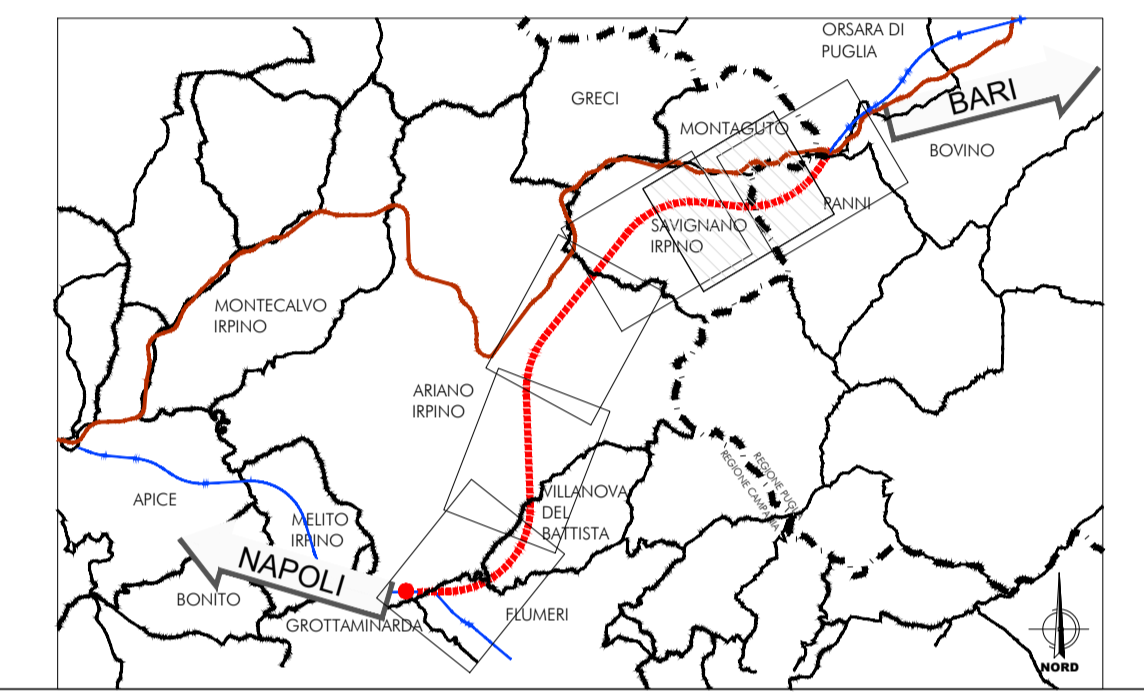 ORSARA DI
PUGLIA
GRECI
BARI
MONTAGUTO
BOVINO
PANNI
SAVIGNANO
IRPINO
MONTECALVO
IRPINO
ARIANO
IRPINO
REGIONE PUGLIA
REGIONE CAMPANIA
APICE
VILLANOVA
DEL
BATTISTA
MELITO
IRPINO
NAPOLI
BONITO
GROTTAMINARDA
FLUMERI
NORD